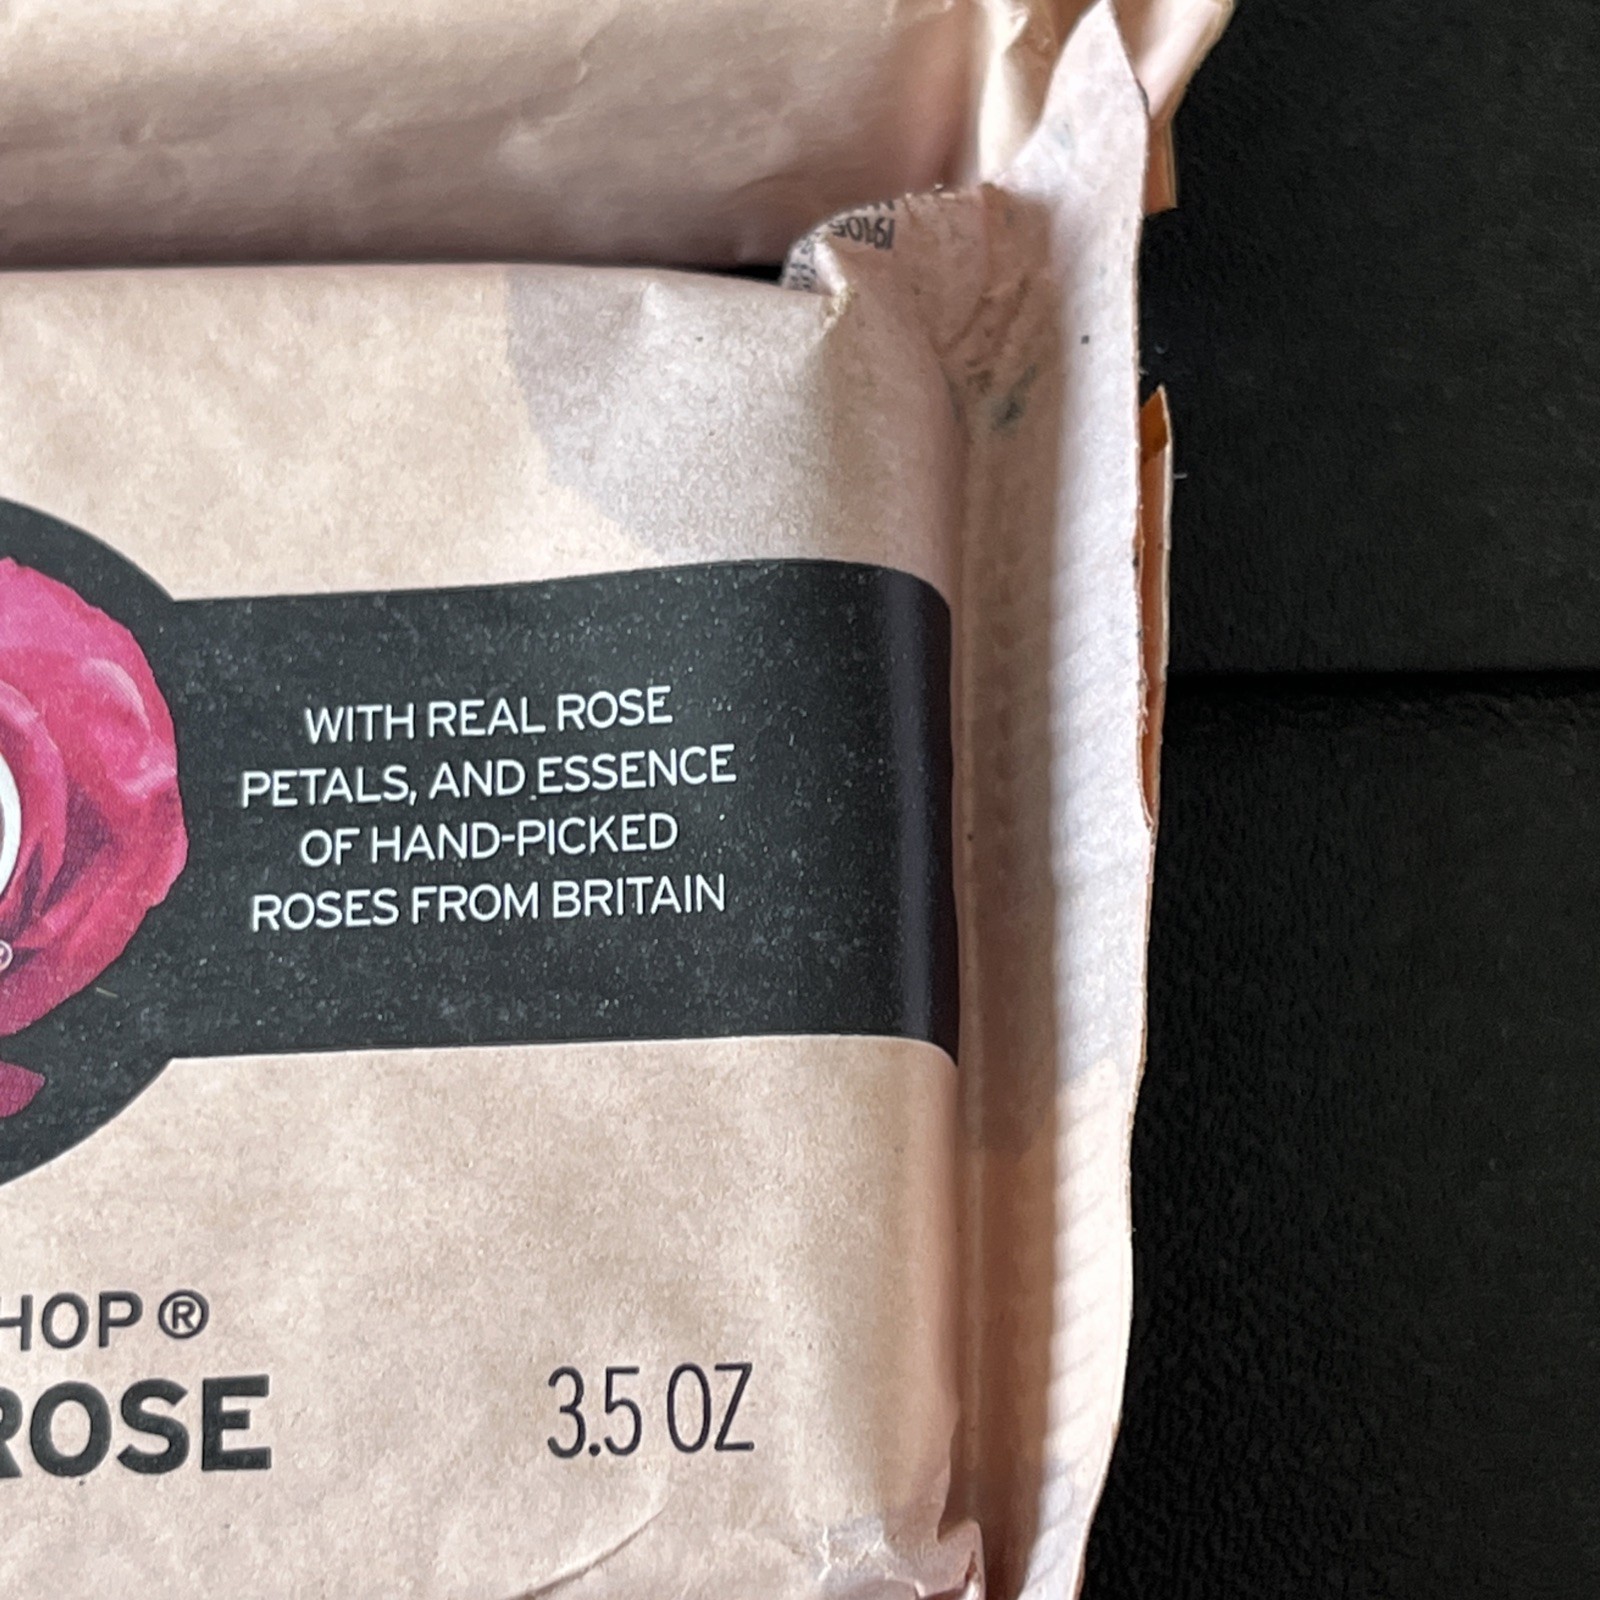 WITH REAL ROSE
PETALS, AND ESSENCE
OF HAND-PICKED
ROSES FROM BRITAIN
HOP ®
ROSE
3.5 OZ